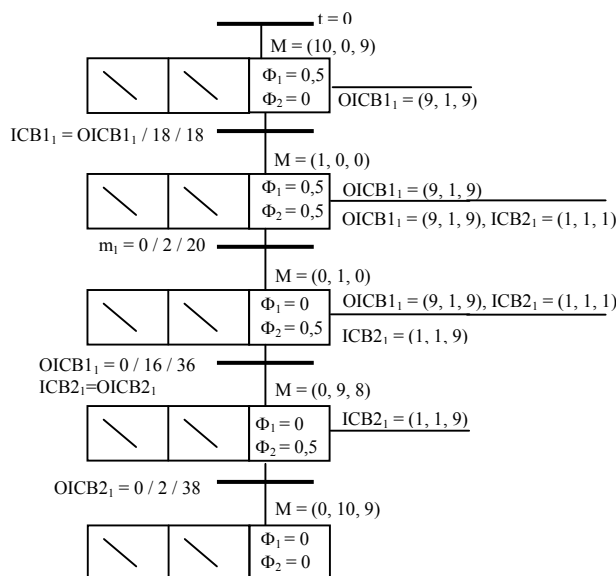 t = 0
M = (10, 0, 9)
Φ₁ = 0,5
Φ₂ = 0
OICB1₁ = (9, 1, 9)
ICB1₁ = OICB1₁ / 18 / 18
M = (1, 0, 0)
Φ₁ = 0,5
Φ₂ = 0,5
OICB1₁ = (9, 1, 9)
OICB1₁ = (9, 1, 9), ICB2₁ = (1, 1, 1)
m₁ = 0 / 2 / 20
M = (0, 1, 0)
Φ₁ = 0
Φ₂ = 0,5
OICB1₁ = (9, 1, 9), ICB2₁ = (1, 1, 1)
ICB2₁ = (1, 1, 9)
OICB1₁ = 0 / 16 / 36
ICB2₁=OICB2₁
M = (0, 9, 8)
Φ₁ = 0
Φ₂ = 0,5
ICB2₁ = (1, 1, 9)
OICB2₁ = 0 / 2 / 38
M = (0, 10, 9)
Φ₁ = 0
Φ₂ = 0